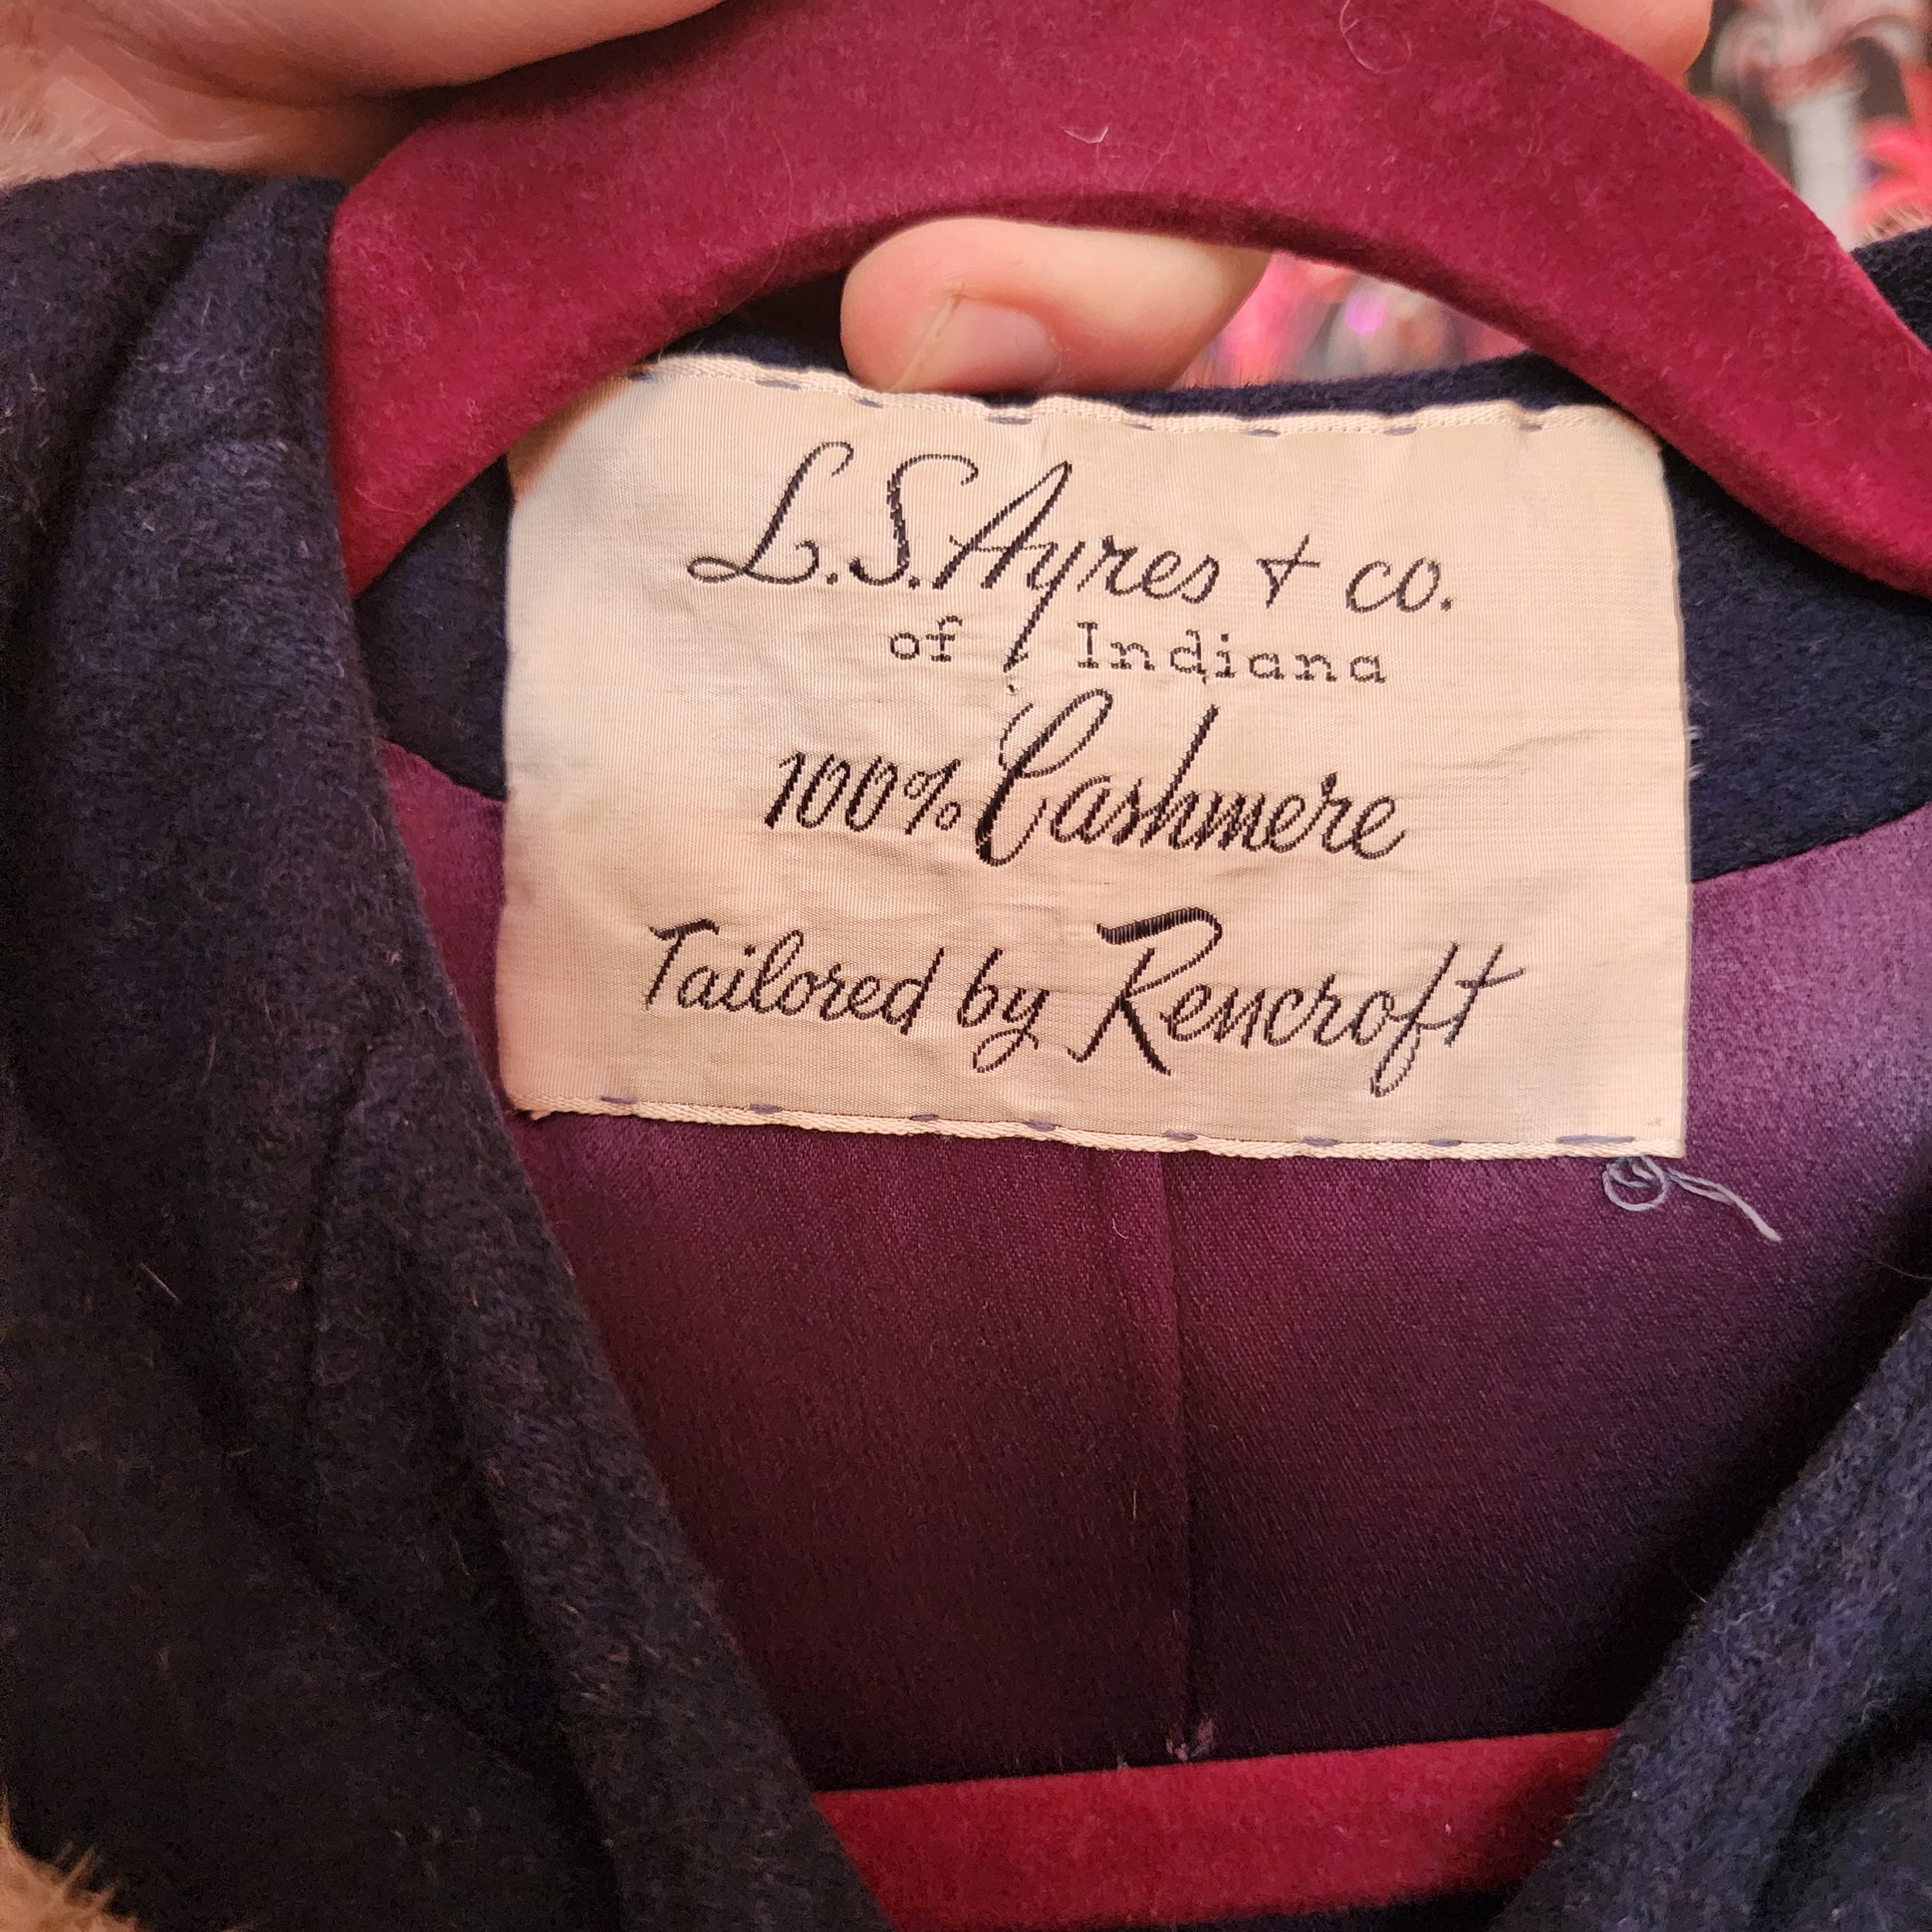 L.S.Ayres + co.
of Indiana
100% Cashmere
Tailored by Rencroft